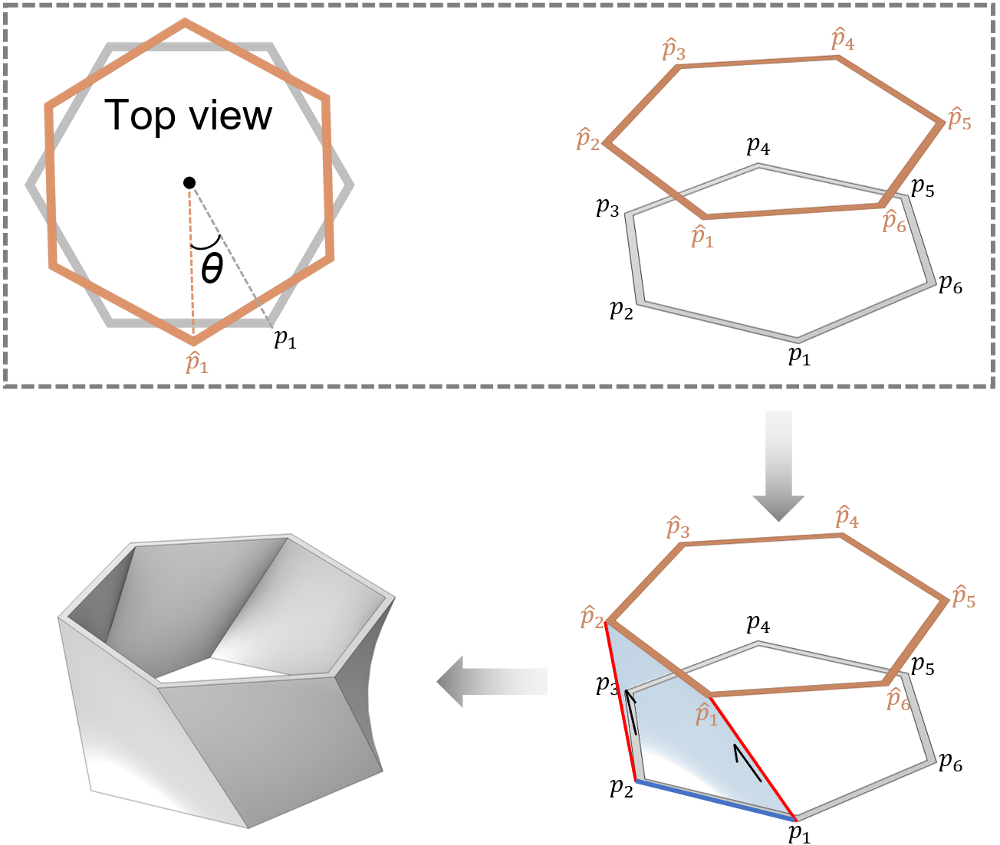 Top view
θ
p₁
p̂₁
p̂₃
p̂₄
p̂₂
p̂₅
p₄
p₃
p₅
p̂₁
p̂₆
p₂
p₆
p₁
p̂₃
p̂₄
p̂₂
p̂₅
p₄
p₃
p₅
p̂₁
p̂₆
p₂
p₆
p₁